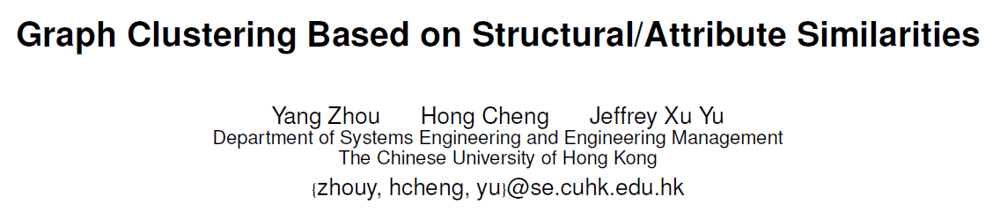 Graph Clustering Based on Structural/Attribute Similarities
Yang Zhou Hong Cheng Jeffrey Xu Yu
Department of Systems Engineering and Engineering Management
The Chinese University of Hong Kong
{zhouy, hcheng, yu}@se.cuhk.edu.hk